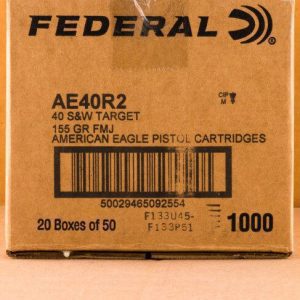 FEDERAL®
AE40R2
40 S&W TARGET
155 GR FMJ
AMERICAN EAGLE PISTOL CARTRIDGES
CIP
M
50029465092554
20 Boxes of 50
F133U45-
F133P51
1000